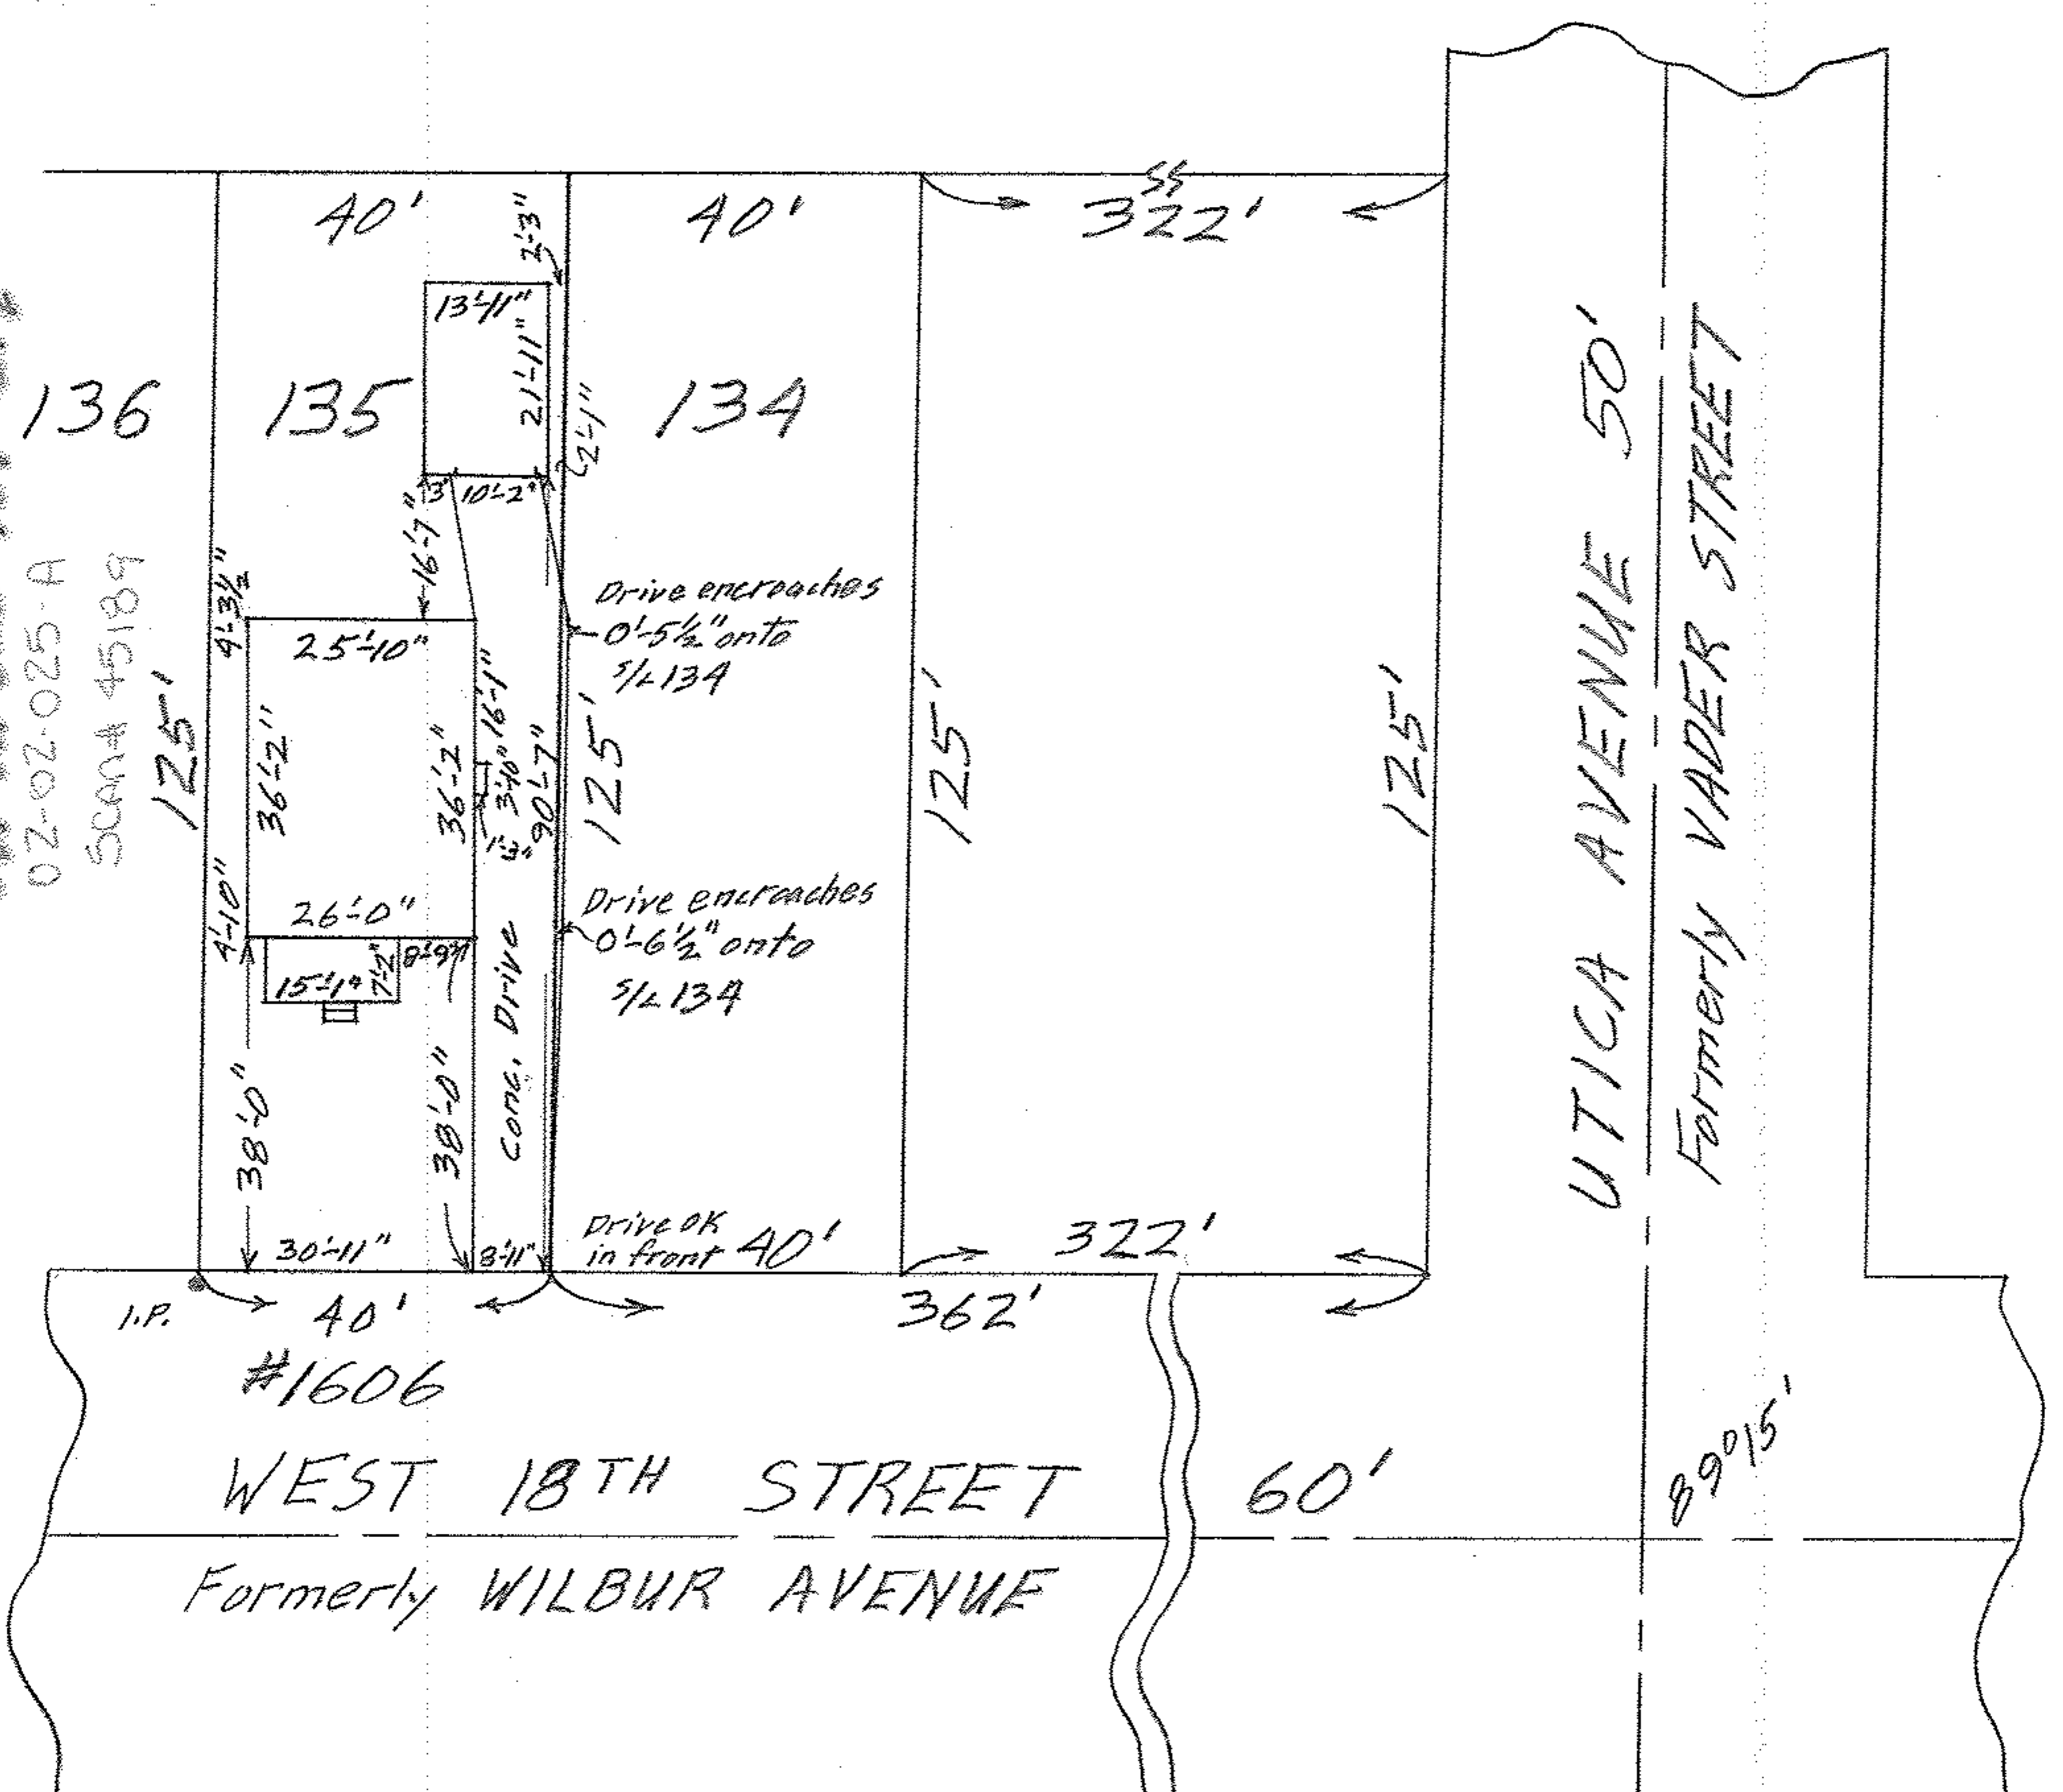 40'
2'-3"
40'
322'
13'-11"
21'-11"
136
135
134
2'-1"
3'
10'-2"
16'-7"
4'-3½"
25'-10"
Drive encroaches
0'-5½" onto
S/L 134
02-02-025-A
Scan# 45189
125'
36'-2"
36'-2"
16'-1"
3'-10"
90'-7"
125'
125'
125'
UTICA AVENUE 50'
Formerly VADER STREET
4'-10"
26'-0"
Drive encroaches
0'-6½" onto
S/L 134
15'-1"
7'-2"
8'-9"
38'-0"
38'-0"
Conc. Drive
30'-11"
8'-11"
Drive OK
in front
40'
322'
I.P.
40'
362'
#1606
WEST 18TH STREET 60'
89°15'
Formerly WILBUR AVENUE